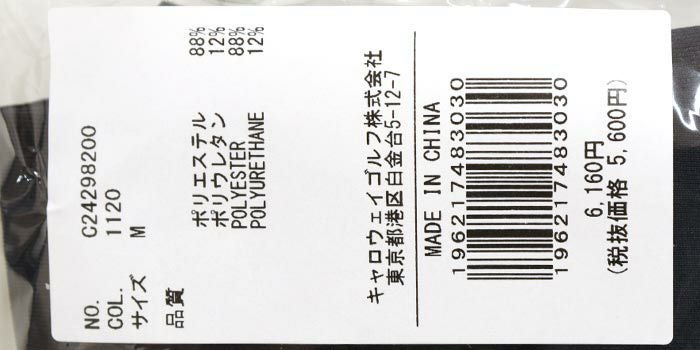 NO. C24298200
COL. 1120
サイズ M
品質
ポリエステル 88%
ポリウレタン 12%
POLYESTER 88%
POLYURETHANE 12%
キャロウェイゴルフ株式会社
東京都港区白金台5-12-7
MADE IN CHINA
196217483030
196217483030
6,160円
(税抜価格 5,600円)